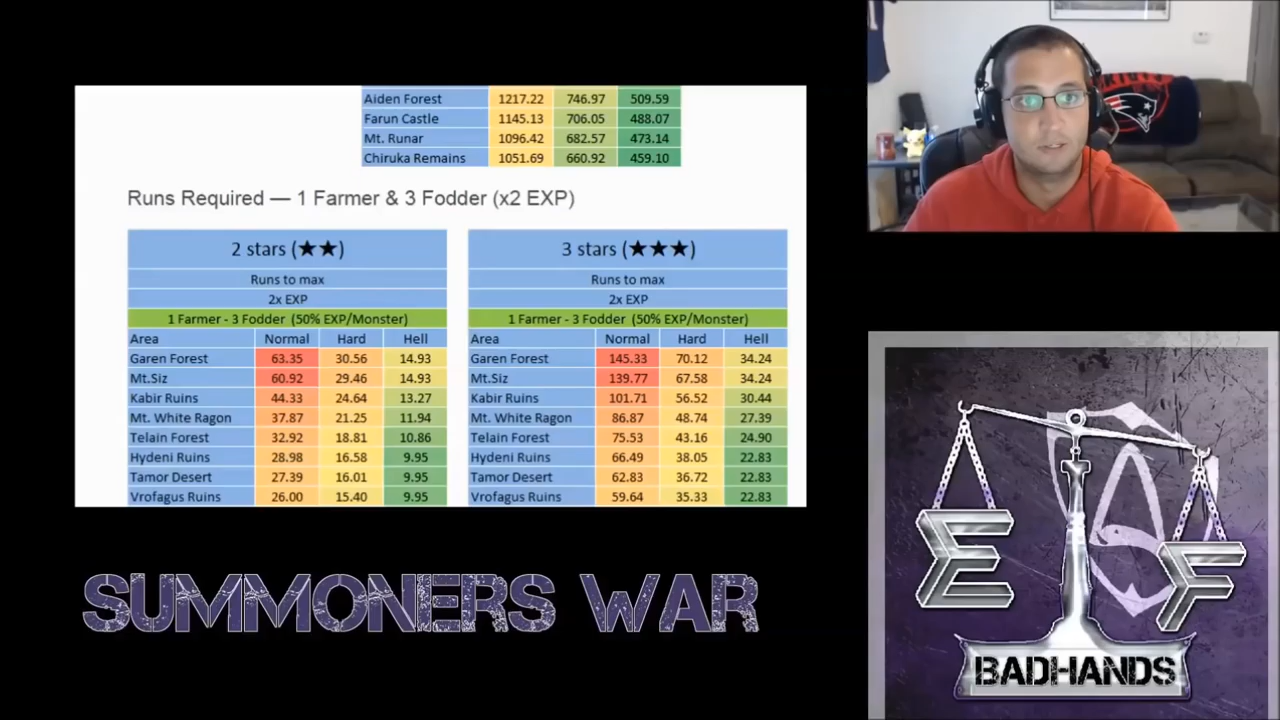 Aiden Forest 1217.22 746.97 509.59
Farun Castle 1145.13 706.05 488.07
Mt. Runar 1096.42 682.57 473.14
Chiruka Remains 1051.69 660.92 459.10
Runs Required — 1 Farmer & 3 Fodder (x2 EXP)
2 stars (★★) 3 stars (★★★)
Runs to max Runs to max
2x EXP 2x EXP
1 Farmer - 3 Fodder (50% EXP/Monster) 1 Farmer - 3 Fodder (50% EXP/Monster)
Area Normal Hard Hell Area Normal Hard Hell
Garen Forest 63.35 30.56 14.93 Garen Forest 145.33 70.12 34.24
Mt.Siz 60.92 29.46 14.93 Mt.Siz 139.77 67.58 34.24
Kabir Ruins 44.33 24.64 13.27 Kabir Ruins 101.71 56.52 30.44
Mt. White Ragon 37.87 21.25 11.94 Mt. White Ragon 86.87 48.74 27.39
Telain Forest 32.92 18.81 10.86 Telain Forest 75.53 43.16 24.90
Hydeni Ruins 28.98 16.58 9.95 Hydeni Ruins 66.49 38.05 22.83
Tamor Desert 27.39 16.01 9.95 Tamor Desert 62.83 36.72 22.83
Vrofagus Ruins 26.00 15.40 9.95 Vrofagus Ruins 59.64 35.33 22.83
SUMMONERS WAR
E F
BADHANDS